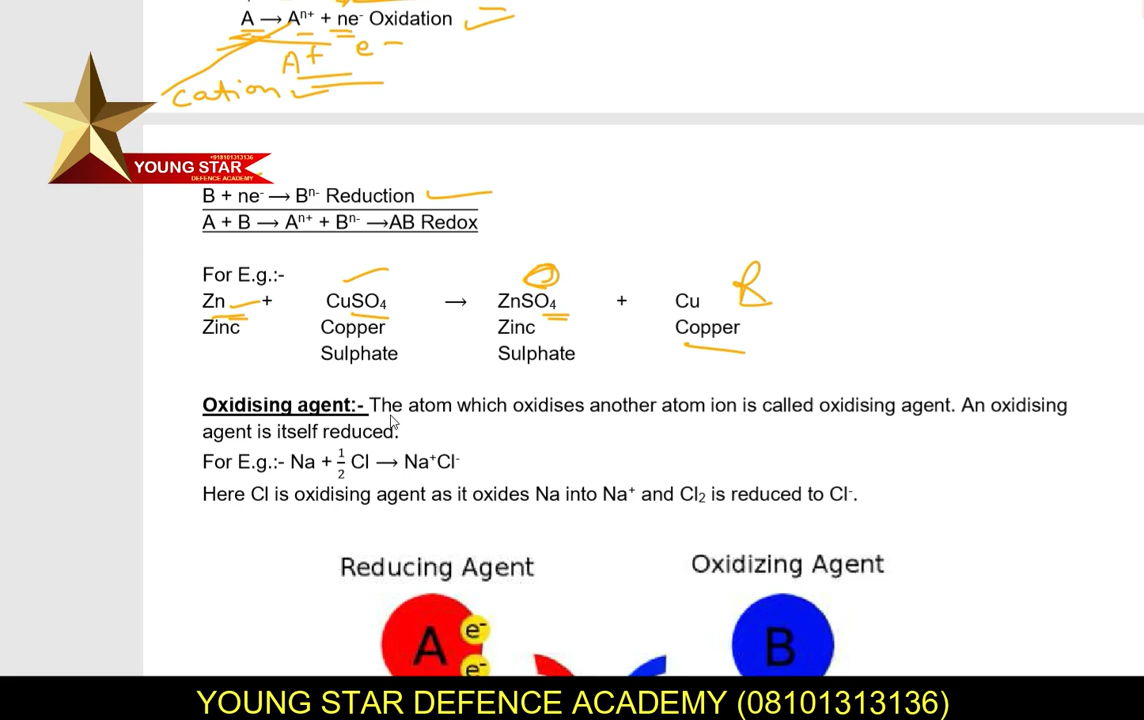 A → Aⁿ⁺ + ne⁻ Oxidation
A⁺ e⁻
cation
+918101313136
YOUNG STAR
DEFENCE ACADEMY
B + ne⁻ → Bⁿ⁻ Reduction
A + B → Aⁿ⁺ + Bⁿ⁻ →AB Redox
For E.g.:-
O R
Zn + CuSO₄ → ZnSO₄ + Cu
Zinc Copper Zinc Copper
Sulphate Sulphate
Oxidising agent:- The atom which oxidises another atom ion is called oxidising agent. An oxidising
agent is itself reduced.
For E.g.:- Na + ½ Cl → Na⁺Cl⁻
Here Cl is oxidising agent as it oxides Na into Na⁺ and Cl₂ is reduced to Cl⁻.
Reducing Agent Oxidizing Agent
A e⁻ B
e⁻
YOUNG STAR DEFENCE ACADEMY (08101313136)